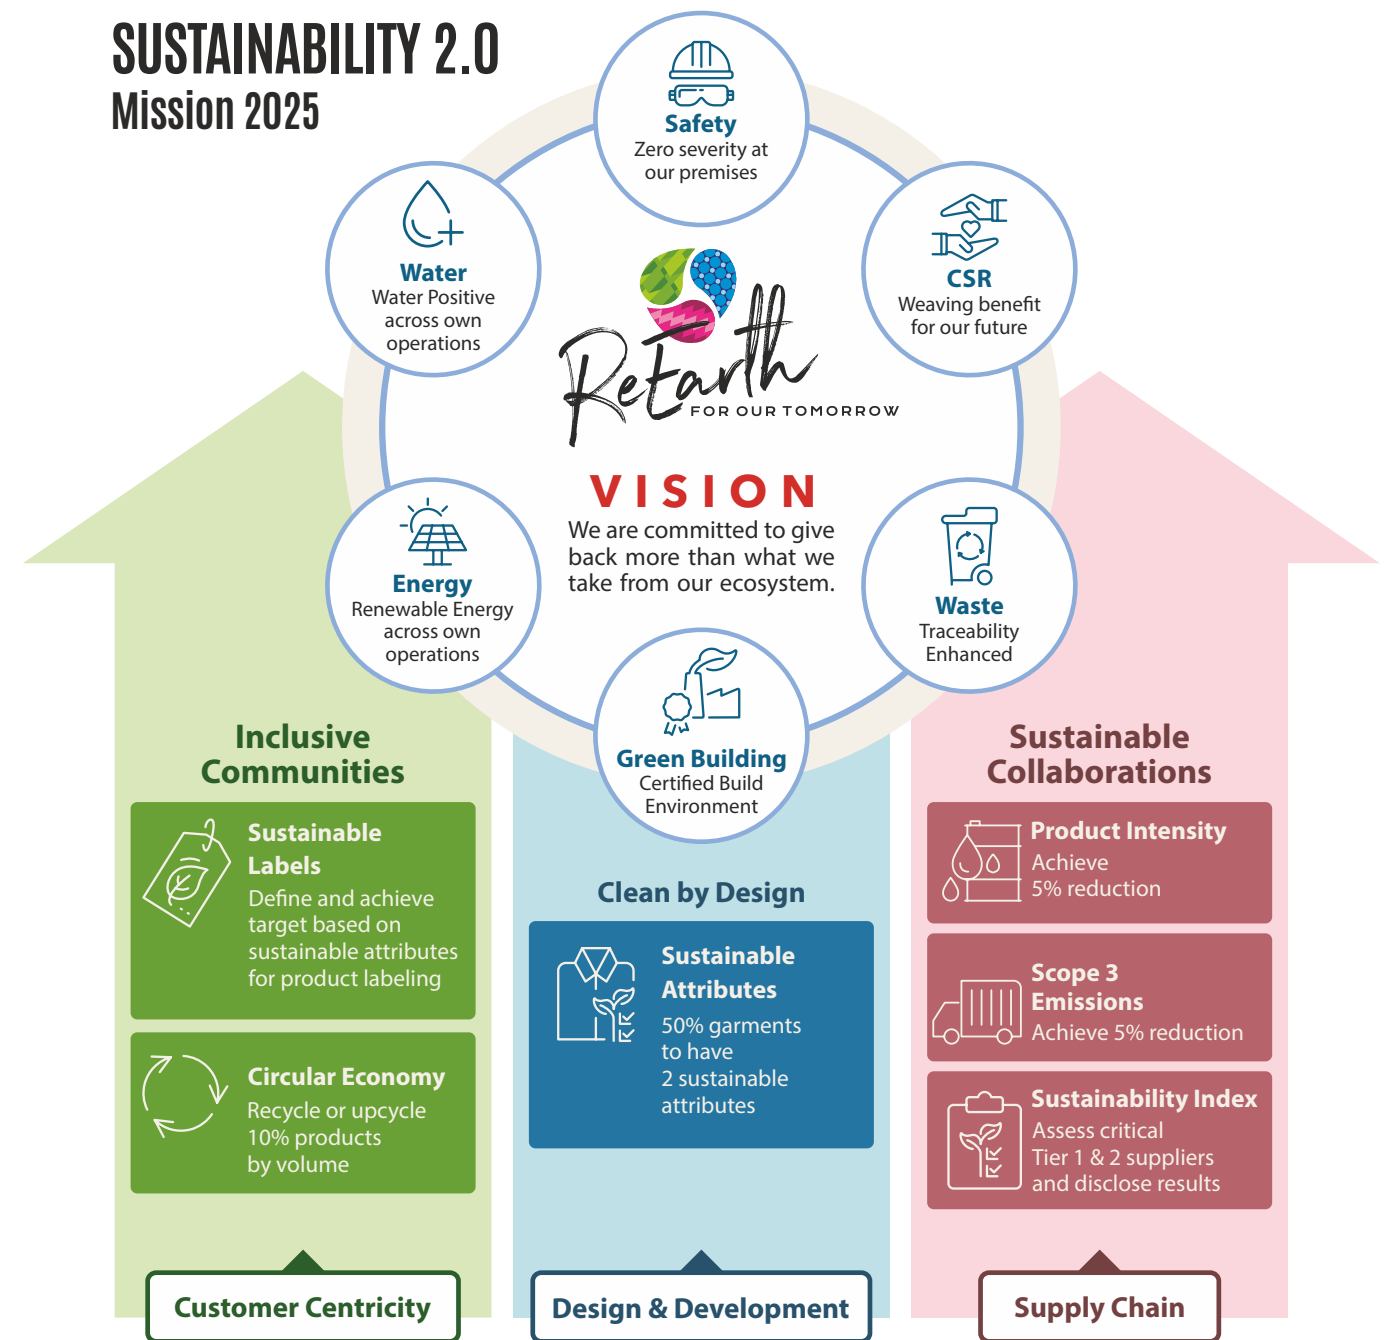 SUSTAINABILITY 2.0
Mission 2025
Safety
Zero severity at
our premises
Water
Water Positive
across own
operations
CSR
Weaving benefit
for our future
ReEarth
FOR OUR TOMORROW
VISION
We are committed to give
back more than what we
take from our ecosystem.
Energy
Renewable Energy
across own
operations
Waste
Traceability
Enhanced
Green Building
Certified Build
Environment
Inclusive
Communities
Sustainable
Labels
Define and achieve
target based on
sustainable attributes
for product labeling
Circular Economy
Recycle or upcycle
10% products
by volume
Customer Centricity
Clean by Design
Sustainable
Attributes
50% garments
to have
2 sustainable
attributes
Design & Development
Sustainable
Collaborations
Product Intensity
Achieve
5% reduction
Scope 3
Emissions
Achieve 5% reduction
Sustainability Index
Assess critical
Tier 1 & 2 suppliers
and disclose results
Supply Chain